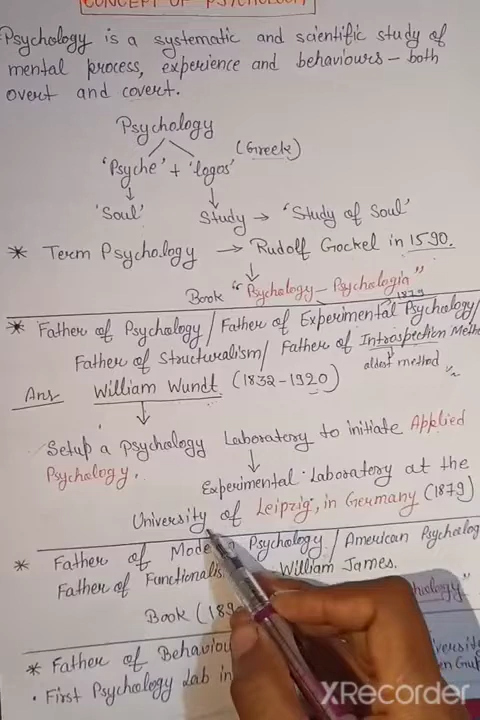 CONCEPT OF PSYCHOLOGY
Psychology is a systematic and scientific study of
mental process, experience and behaviours - both
overt and covert.
Psychology
'Psyche' + 'logos' (Greek)
'Soul' Study → "Study of Soul"
* Term Psychology → Rudolf Gockel in 1590.
Book "Psychology - Psychologia"
1879
* Father of Psychology / Father of Experimental Psychology /
Father of Structuralism / Father of Introspection
oldest method
Ans William Wundt (1832-1920)
Setup a Psychology Laboratory to initiate Applied
Psychology.
Experimental Laboratory at the
University of Leipzig, in Germany (1879)
* Father of Psychology / American
Father of William James.
Book
* Father of
• First Psychology Lab in
XRecorder